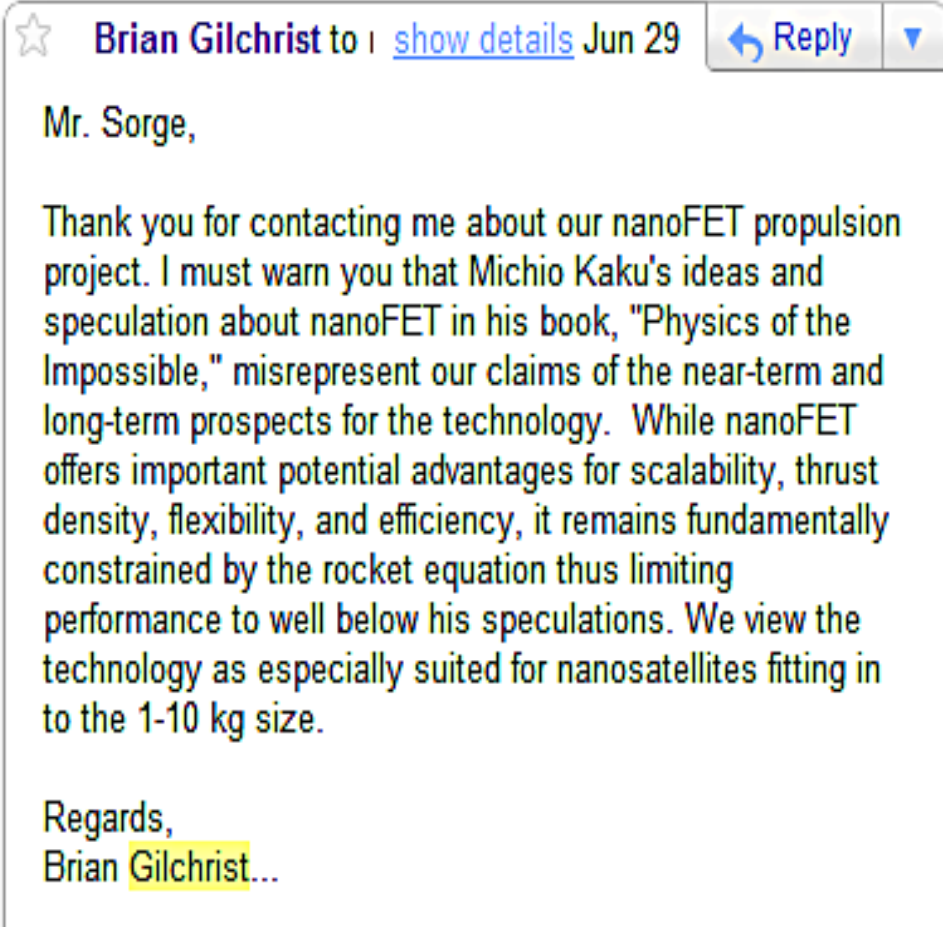 Brian Gilchrist to show details Jun 29 Reply
Mr. Sorge,
Thank you for contacting me about our nanoFET propulsion
project. I must warn you that Michio Kaku's ideas and
speculation about nanoFET in his book, "Physics of the
Impossible," misrepresent our claims of the near-term and
long-term prospects for the technology.  While nanoFET
offers important potential advantages for scalability, thrust
density, flexibility, and efficiency, it remains fundamentally
constrained by the rocket equation thus limiting
performance to well below his speculations. We view the
technology as especially suited for nanosatellites fitting in
to the 1-10 kg size.
Regards,
Brian Gilchrist...